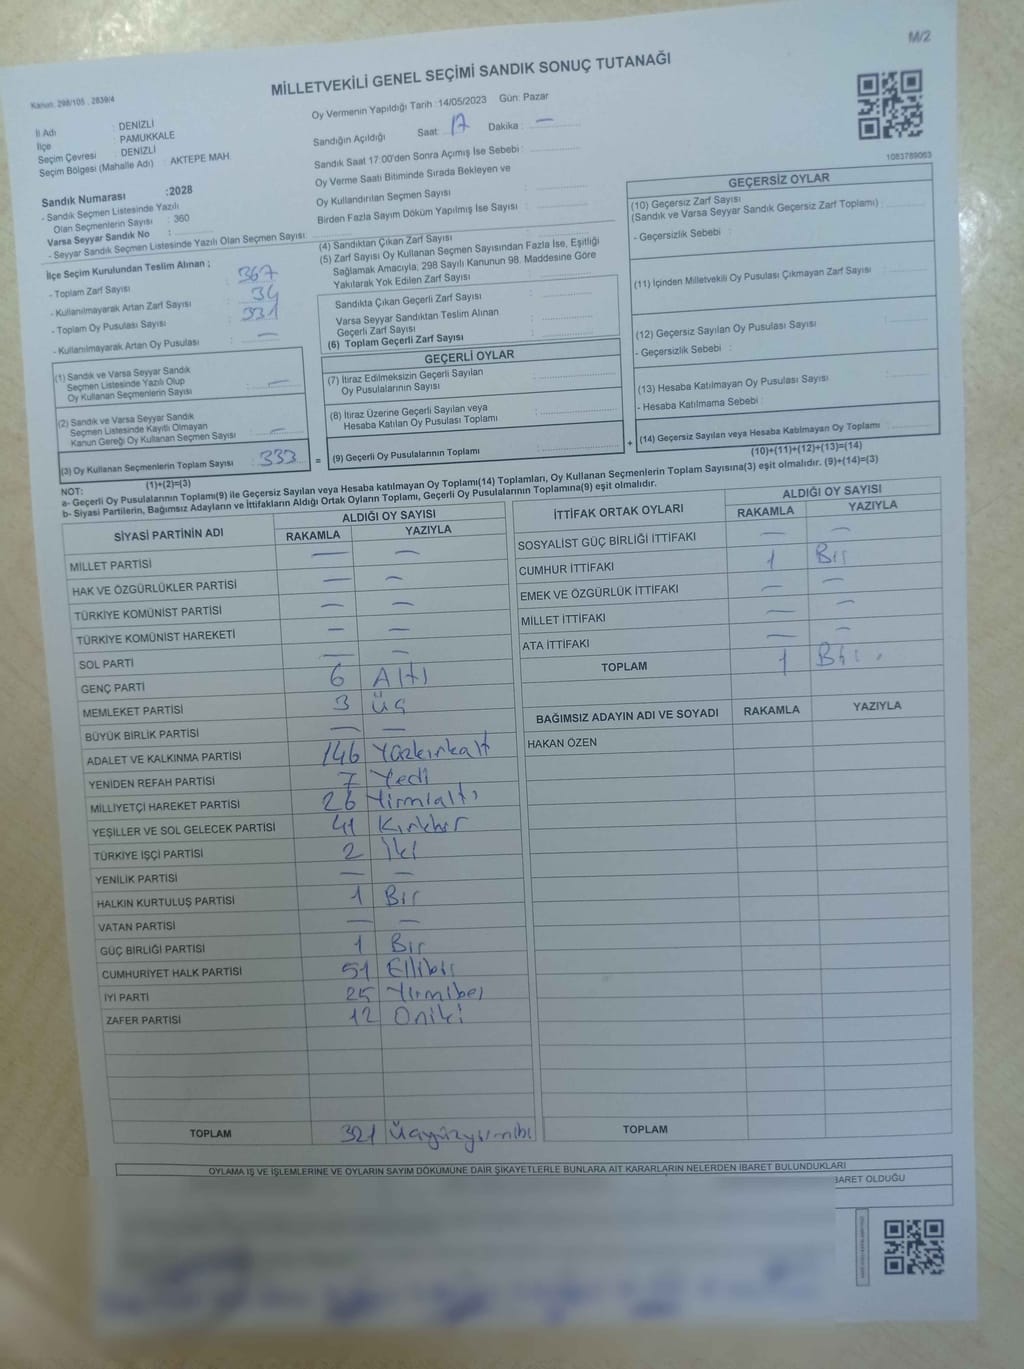 M/2
MİLLETVEKİLİ GENEL SEÇİMİ SANDIK SONUÇ TUTANAĞI
Kanun: 298/105 , 2839/4
İl Adı : DENİZLİ
İlçe : PAMUKKALE
Seçim Çevresi : DENİZLİ
Seçim Bölgesi (Mahalle Adı) : AKTEPE MAH.
Oy Vermenin Yapıldığı Tarih :14/05/2023 Gün: Pazar
Sandığın Açıldığı Saat: 17 Dakika : —
Sandık Saat 17:00'den Sonra Açımış İse Sebebi :
Oy Verme Saati Bitiminde Sırada Bekleyen ve
Oy Kullandırılan Seçmen Sayısı :
Birden Fazla Sayım Döküm Yapılmış İse Sayısı :
1083789063
Sandık Numarası :2028
- Sandık Seçmen Listesinde Yazılı
Olan Seçmenlerin Sayısı : 360
Varsa Seyyar Sandık No :
- Seyyar Sandık Seçmen Listesinde Yazılı Olan Seçmen Sayısı :
İlçe Seçim Kurulundan Teslim Alınan ;
- Toplam Zarf Sayısı : 367
- Kullanılmayarak Artan Zarf Sayısı : 34
- Toplam Oy Pusulası Sayısı : 331
- Kullanılmayarak Artan Oy Pusulası : —
(1) Sandık ve Varsa Seyyar Sandık
Seçmen Listesinde Yazılı Olup
Oy Kullanan Seçmenlerin Sayısı : —
(2) Sandık ve Varsa Seyyar Sandık
Seçmen Listesinde Kayıtlı Olmayan
Kanun Gereği Oy Kullanan Seçmen Sayısı : —
(3) Oy Kullanan Seçmenlerin Toplam Sayısı : 333
(1)+(2)=(3)
(4) Sandıktan Çıkan Zarf Sayısı :
(5) Zarf Sayısı Oy Kullanan Seçmen Sayısından Fazla İse, Eşitliği
Sağlamak Amacıyla, 298 Sayılı Kanunun 98. Maddesine Göre
Yakılarak Yok Edilen Zarf Sayısı :
Sandıkta Çıkan Geçerli Zarf Sayısı :
Varsa Seyyar Sandıktan Teslim Alınan
Geçerli Zarf Sayısı :
(6) Toplam Geçerli Zarf Sayısı :
GEÇERLİ OYLAR
(7) İtiraz Edilmeksizin Geçerli Sayılan
Oy Pusulalarının Sayısı :
(8) İtiraz Üzerine Geçerli Sayılan veya
Hesaba Katılan Oy Pusulası Toplamı :
= (9) Geçerli Oy Pusulalarının Toplamı :
GEÇERSİZ OYLAR
(10) Geçersiz Zarf Sayısı
(Sandık ve Varsa Seyyar Sandık Geçersiz Zarf Toplamı) :
- Geçersizlik Sebebi :
(11) İçinden Milletvekili Oy Pusulası Çıkmayan Zarf Sayısı :
(12) Geçersiz Sayılan Oy Pusulası Sayısı :
- Geçersizlik Sebebi :
(13) Hesaba Katılmayan Oy Pusulası Sayısı :
- Hesaba Katılmama Sebebi :
+ (14) Geçersiz Sayılan veya Hesaba Katılmayan Oy Toplamı :
(10)+(11)+(12)+(13)=(14)
NOT:
a- Geçerli Oy Pusulalarının Toplamı(9) ile Geçersiz Sayılan veya Hesaba katılmayan Oy Toplamı(14) Toplamları, Oy Kullanan Seçmenlerin Toplam Sayısına(3) eşit olmalıdır. (9)+(14)=(3)
b- Siyasi Partilerin, Bağımsız Adayların ve İttifakların Aldığı Ortak Oyların Toplamı, Geçerli Oy Pusulalarının Toplamına(9) eşit olmalıdır.
SİYASİ PARTİNİN ADI ALDIĞI OY SAYISI
RAKAMLA YAZIYLA
MİLLET PARTİSİ — —
HAK VE ÖZGÜRLÜKLER PARTİSİ — —
TÜRKİYE KOMÜNİST PARTİSİ — —
TÜRKİYE KOMÜNİST HAREKETİ — —
SOL PARTİ — —
GENÇ PARTİ 6 Altı
MEMLEKET PARTİSİ 3 Üç
BÜYÜK BİRLİK PARTİSİ — —
ADALET VE KALKINMA PARTİSİ 146 Yüzkırkalt
YENİDEN REFAH PARTİSİ 7 Yedi
MİLLİYETÇİ HAREKET PARTİSİ 26 Yirmialtı
YEŞİLLER VE SOL GELECEK PARTİSİ 41 Kırkbir
TÜRKİYE İŞÇİ PARTİSİ 2 İki
YENİLİK PARTİSİ — —
HALKIN KURTULUŞ PARTİSİ 1 Bir
VATAN PARTİSİ — —
GÜÇ BİRLİĞİ PARTİSİ 1 Bir
CUMHURİYET HALK PARTİSİ 51 Ellibir
İYİ PARTİ 25 Yirmibeş
ZAFER PARTİSİ 12 Oniki
TOPLAM 321 Üçyüzyirmibi
İTTİFAK ORTAK OYLARI ALDIĞI OY SAYISI
RAKAMLA YAZIYLA
SOSYALİST GÜÇ BİRLİĞİ İTTİFAKI — —
CUMHUR İTTİFAKI 1 Bir
EMEK VE ÖZGÜRLÜK İTTİFAKI — —
MİLLET İTTİFAKI — —
ATA İTTİFAKI — —
TOPLAM 1 Bir.
BAĞIMSIZ ADAYIN ADI VE SOYADI RAKAMLA YAZIYLA
HAKAN ÖZEN
TOPLAM
OYLAMA İŞ VE İŞLEMLERİNE VE OYLARIN SAYIM DÖKÜMÜNE DAİR ŞİKAYETLERLE BUNLARA AİT KARARLARIN NELERDEN İBARET BULUNDUKLARI
BARET OLDUĞU